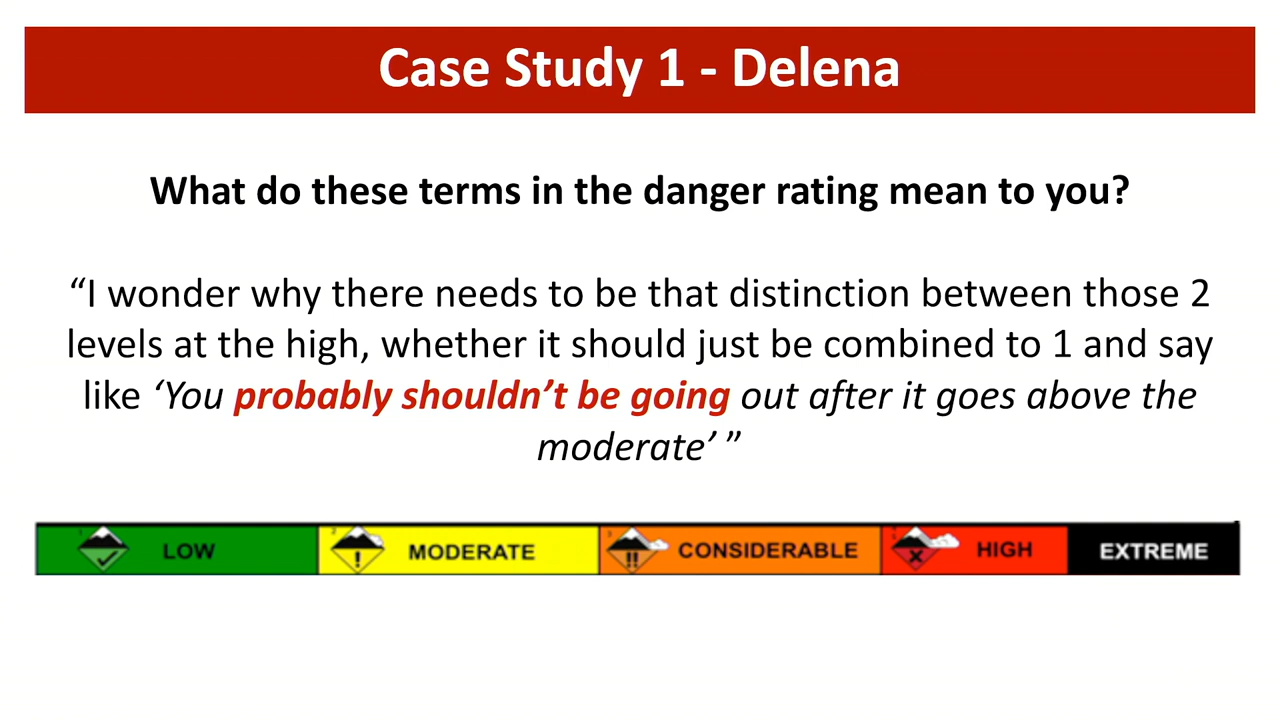 Case Study 1 - Delena
What do these terms in the danger rating mean to you?
“I wonder why there needs to be that distinction between those 2
levels at the high, whether it should just be combined to 1 and say
like ‘You probably shouldn’t be going out after it goes above the
moderate’ ”
LOW MODERATE CONSIDERABLE HIGH EXTREME